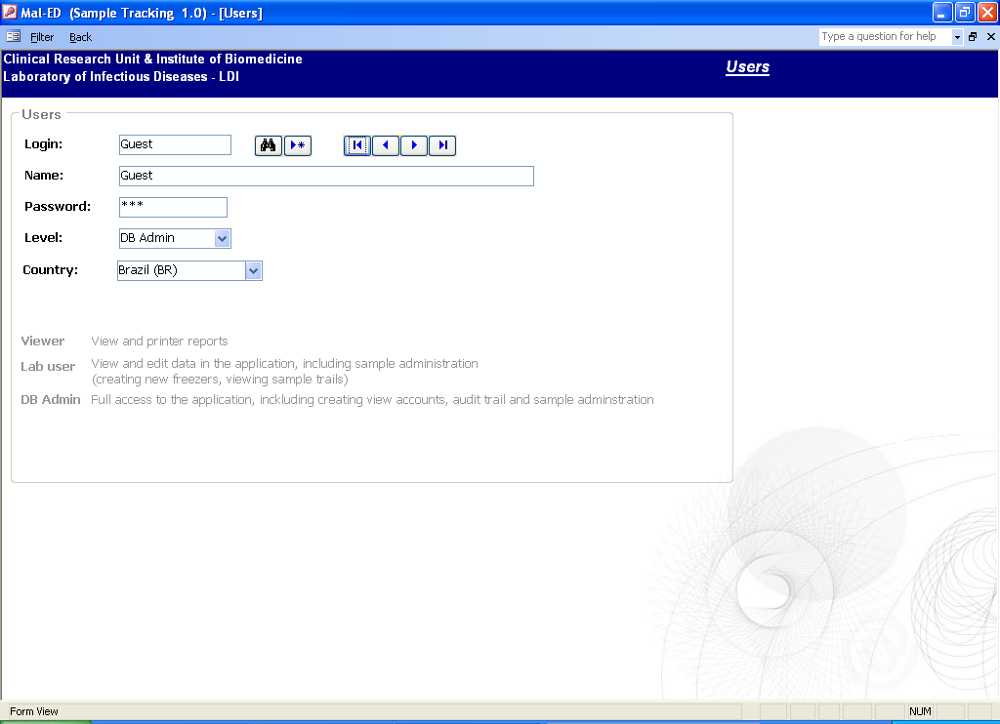 Mal-ED (Sample Tracking 1.0) - [Users]
Filter Back Type a question for help
Clinical Research Unit & Institute of Biomedicine
Laboratory of Infectious Diseases - LDI
Users
Users
Login: Guest
Name: Guest
Password: ***
Level: DB Admin
Country: Brazil (BR)
Viewer View and printer reports
Lab user View and edit data in the application, including sample administration
(creating new freezers, viewing sample trails)
DB Admin Full access to the application, inckluding creating view accounts, audit trail and sample adminstration
Form View NUM